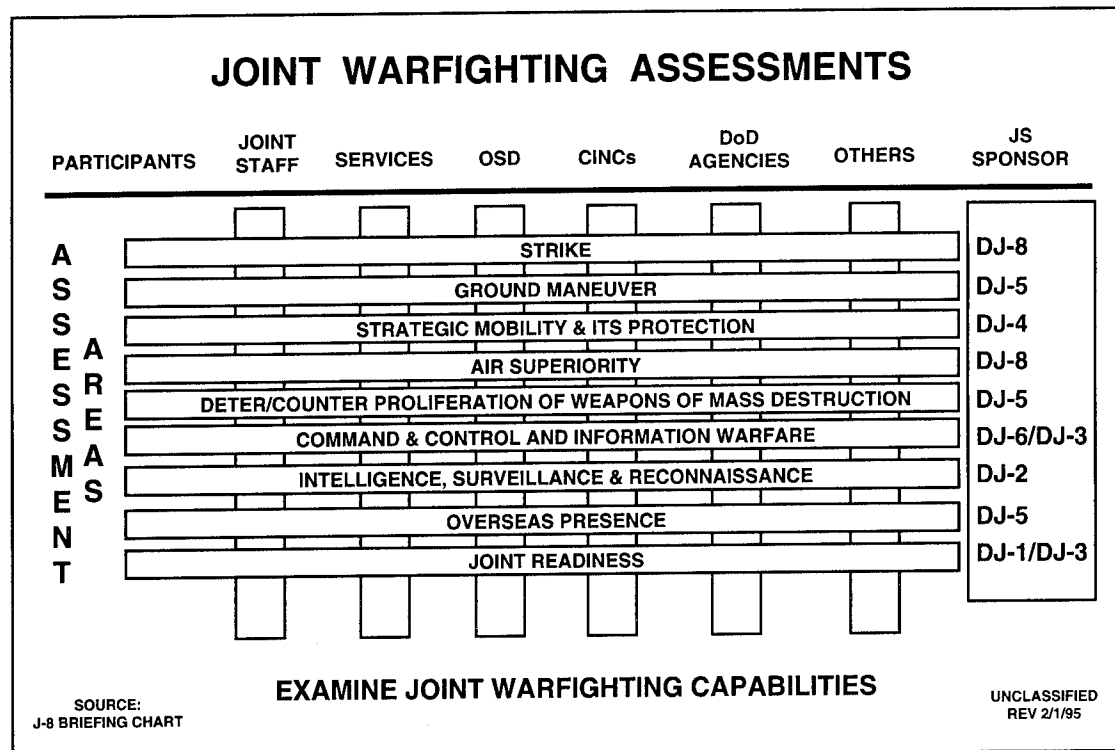 JOINT WARFIGHTING ASSESSMENTS
PARTICIPANTS
JOINT
STAFF
SERVICES
OSD
CINCs
DoD
AGENCIES
OTHERS
JS
SPONSOR
ASSESSMENT
AREAS
STRIKE
DJ-8
GROUND MANEUVER
DJ-5
STRATEGIC MOBILITY & ITS PROTECTION
DJ-4
AIR SUPERIORITY
DJ-8
DETER/COUNTER PROLIFERATION OF WEAPONS OF MASS DESTRUCTION
DJ-5
COMMAND & CONTROL AND INFORMATION WARFARE
DJ-6/DJ-3
INTELLIGENCE, SURVEILLANCE & RECONNAISSANCE
DJ-2
OVERSEAS PRESENCE
DJ-5
JOINT READINESS
DJ-1/DJ-3
EXAMINE JOINT WARFIGHTING CAPABILITIES
SOURCE:
J-8 BRIEFING CHART
UNCLASSIFIED
REV 2/1/95